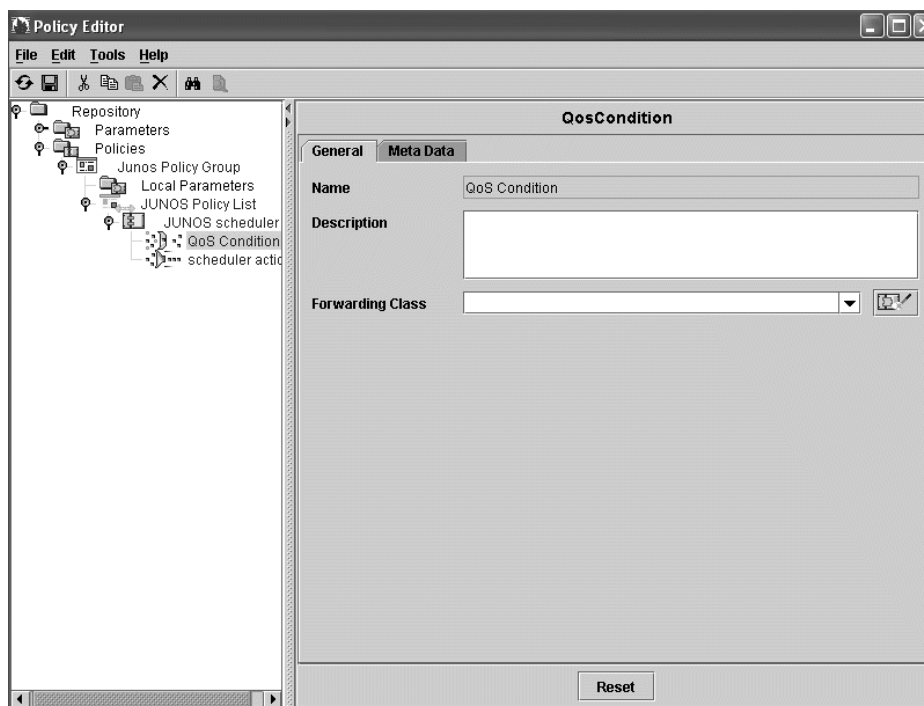 Policy Editor
File Edit Tools Help
Repository
Parameters
Policies
Junos Policy Group
Local Parameters
JUNOS Policy List
JUNOS scheduler
QoS Condition
scheduler actic
QosCondition
General Meta Data
Name QoS Condition
Description
Forwarding Class
Reset